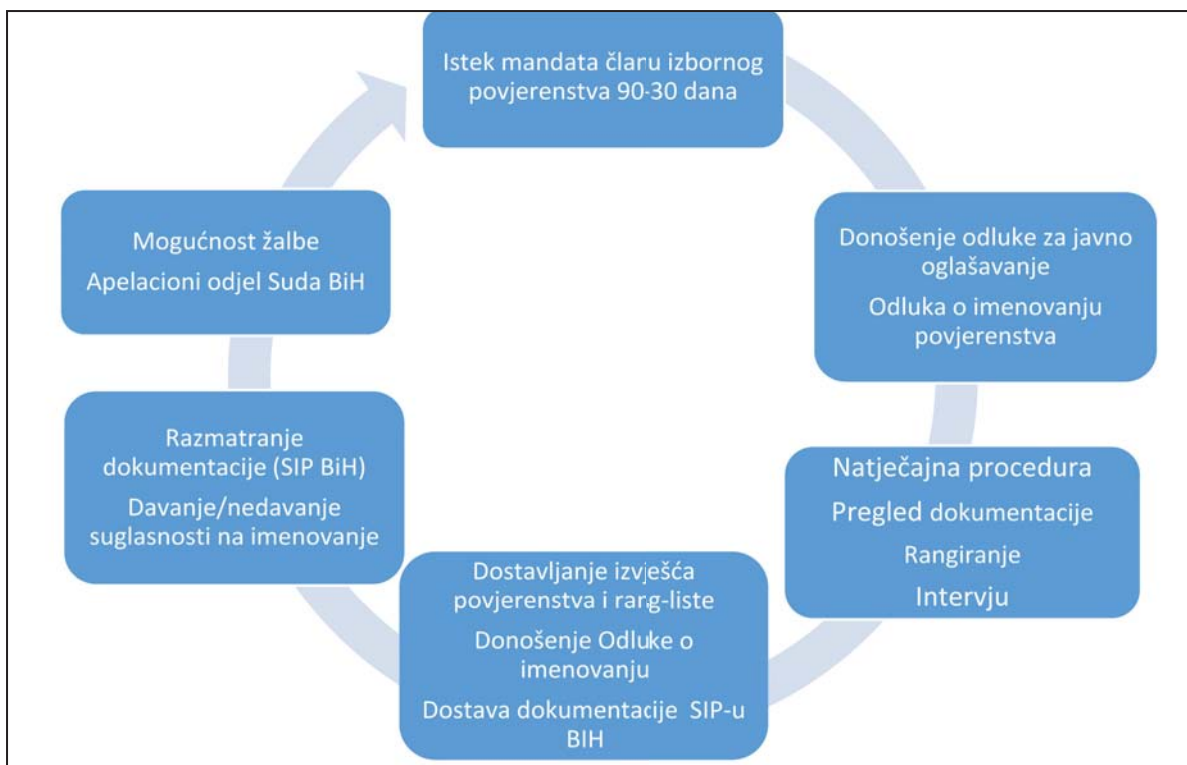 Istek mandata člaru izbornog
povjerenstva 90-30 dana
Donošenje odluke za javno
oglašavanje
Odluka o imenovanju
povjerenstva
Natječajna procedura
Pregled dokumentacije
Rangiranje
Intervju
Dostavljanje izvješća
povjerenstva i rarg-liste
Donošenje Odluke o
imenovanju
Dostava dokumentacije SIP-u
BIH
Razmatranje
dokumentacije (SIP BiH)
Davanje/nedavanje
suglasnosti na imenovanje
Mogućnost žalbe
Apelacioni odjel Suda BiH